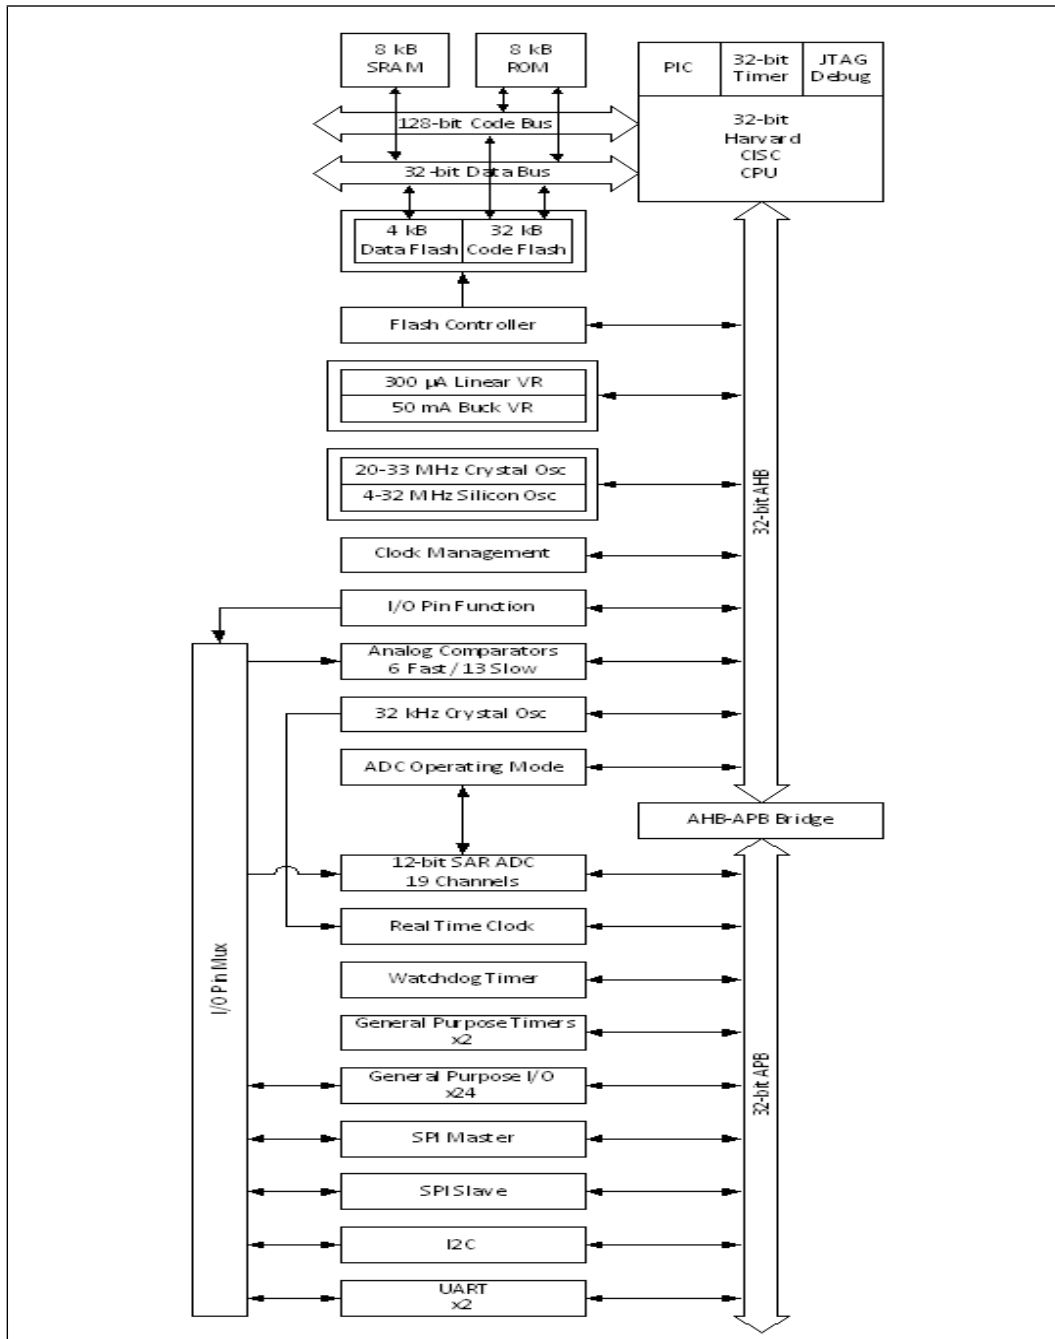 8 kB
SRAM
8 kB
ROM
PIC
32-bit
Timer
JTAG
Debug
128-bit Code Bus
32-bit
Harvard
CISC
CPU
32-bit Data Bus
4 kB
Data Flash
32 kB
Code Flash
Flash Controller
300 µA Linear VR
50 mA Buck VR
20-33 MHz Crystal Osc
4-32 MHz Silicon Osc
32-bit AHB
Clock Management
I/O Pin Function
Analog Comparators
6 Fast / 13 Slow
32 kHz Crystal Osc
ADC Operating Mode
AHB-APB Bridge
12-bit SAR ADC
19 Channels
Real Time Clock
I/O Pin Mux
Watchdog Timer
General Purpose Timers
x2
32-bit APB
General Purpose I/O
x24
SPI Master
SPI Slave
I2C
UART
x2